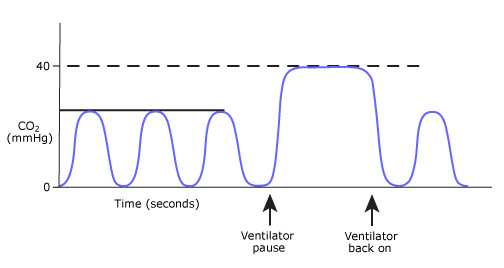 40
CO2
(mmHg)
0
Time (seconds)
Ventilator
pause
Ventilator
back on